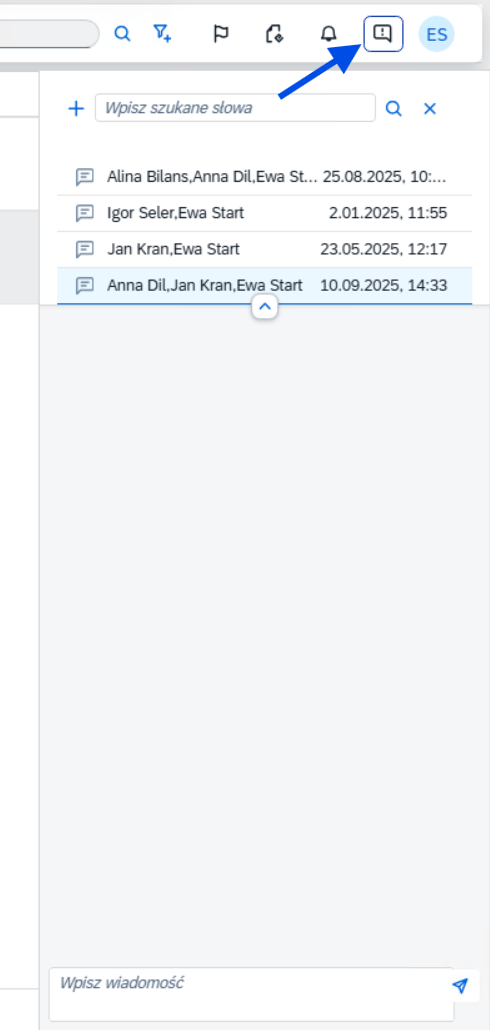 ES
Wpisz szukane słowa
Alina Bilans,Anna Dil,Ewa St... 25.08.2025, 10:...
Igor Seler,Ewa Start 2.01.2025, 11:55
Jan Kran,Ewa Start 23.05.2025, 12:17
Anna Dil,Jan Kran,Ewa Start 10.09.2025, 14:33
Wpisz wiadomość